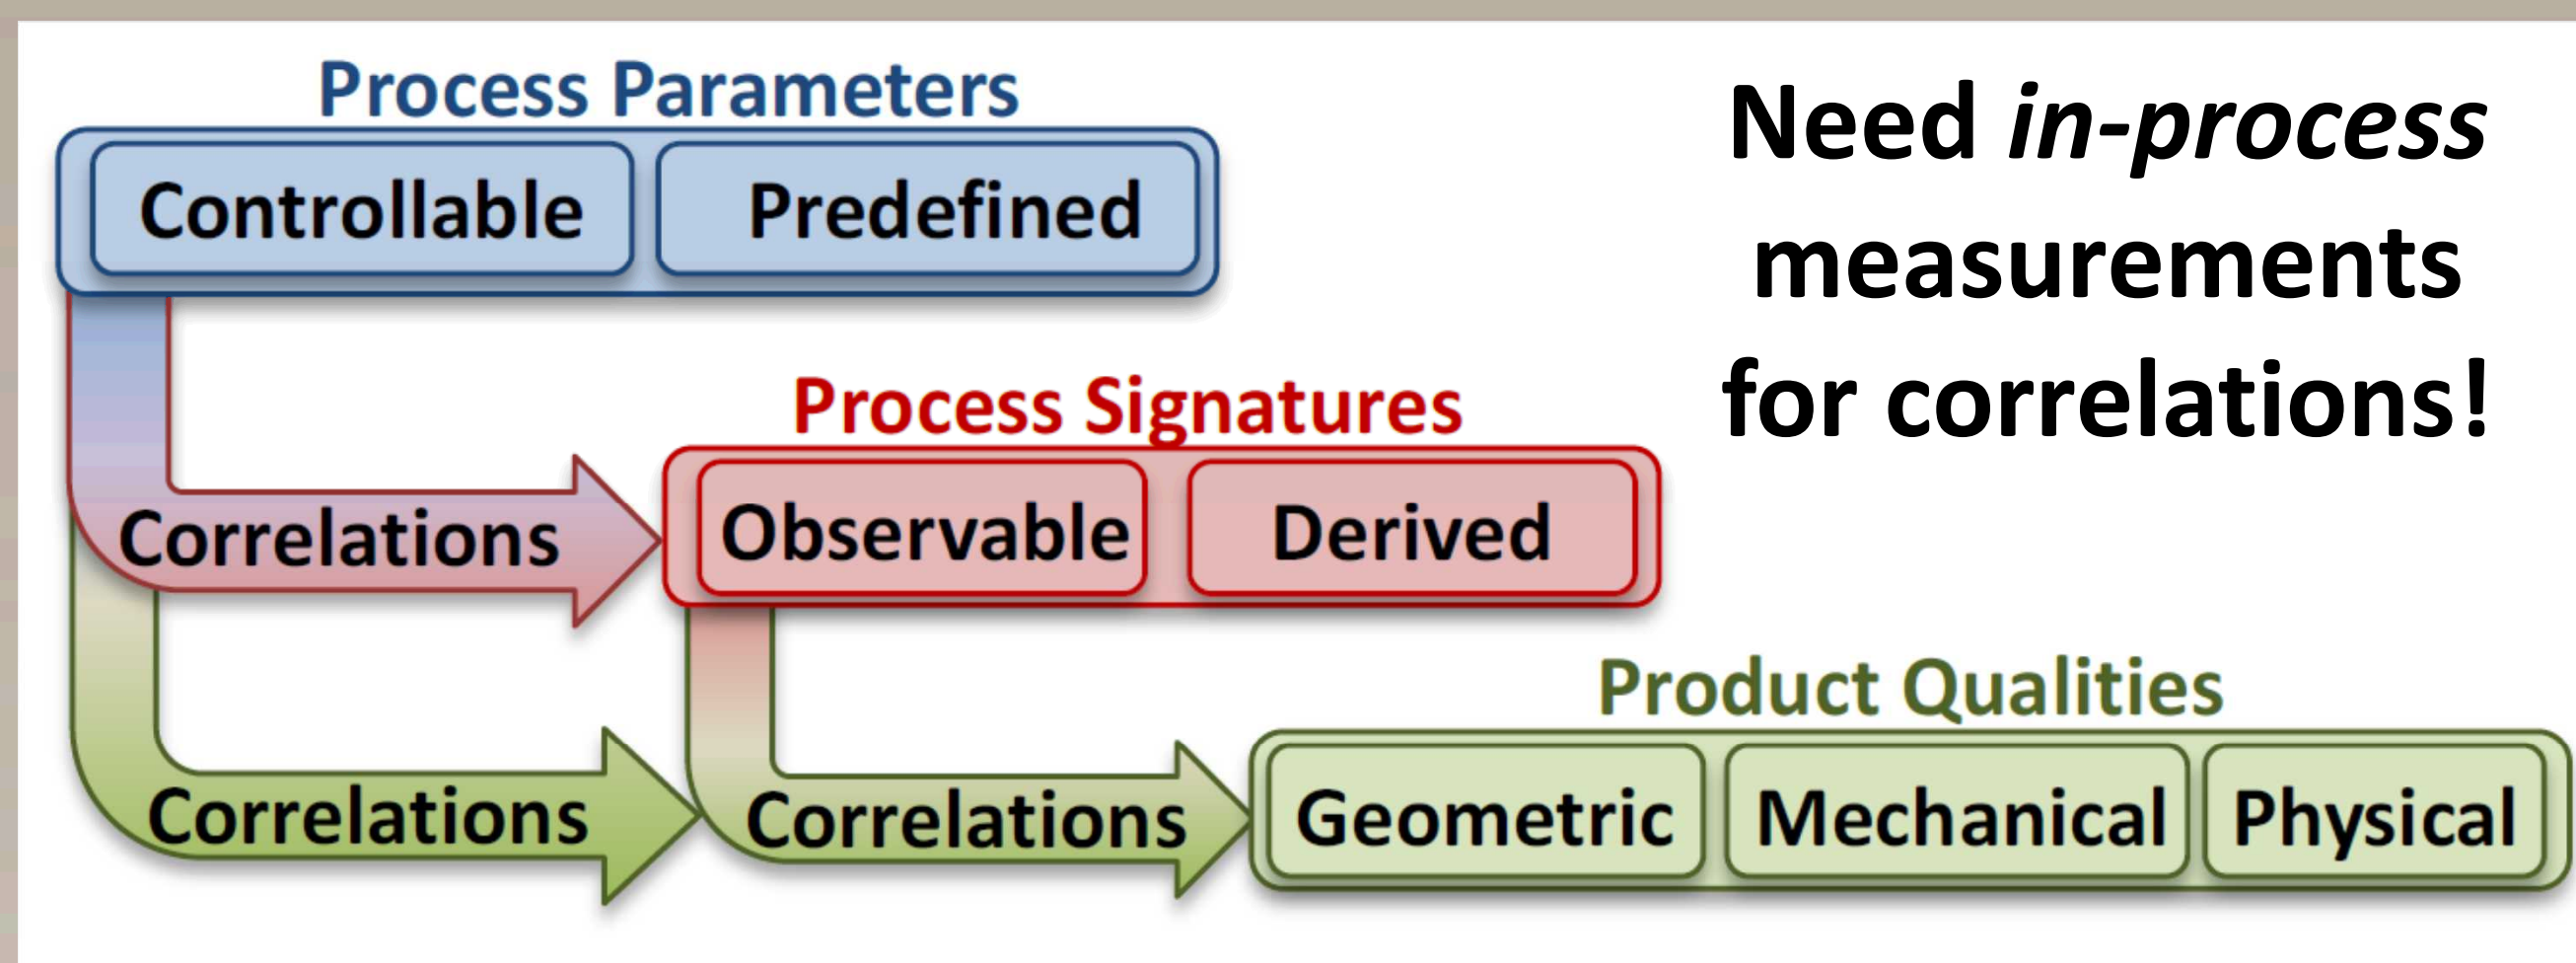 Process Parameters
Controllable Predefined
Need in-process
measurements
for correlations!
Process Signatures
Correlations
Observable Derived
Product Qualities
Correlations
Correlations
Geometric Mechanical Physical